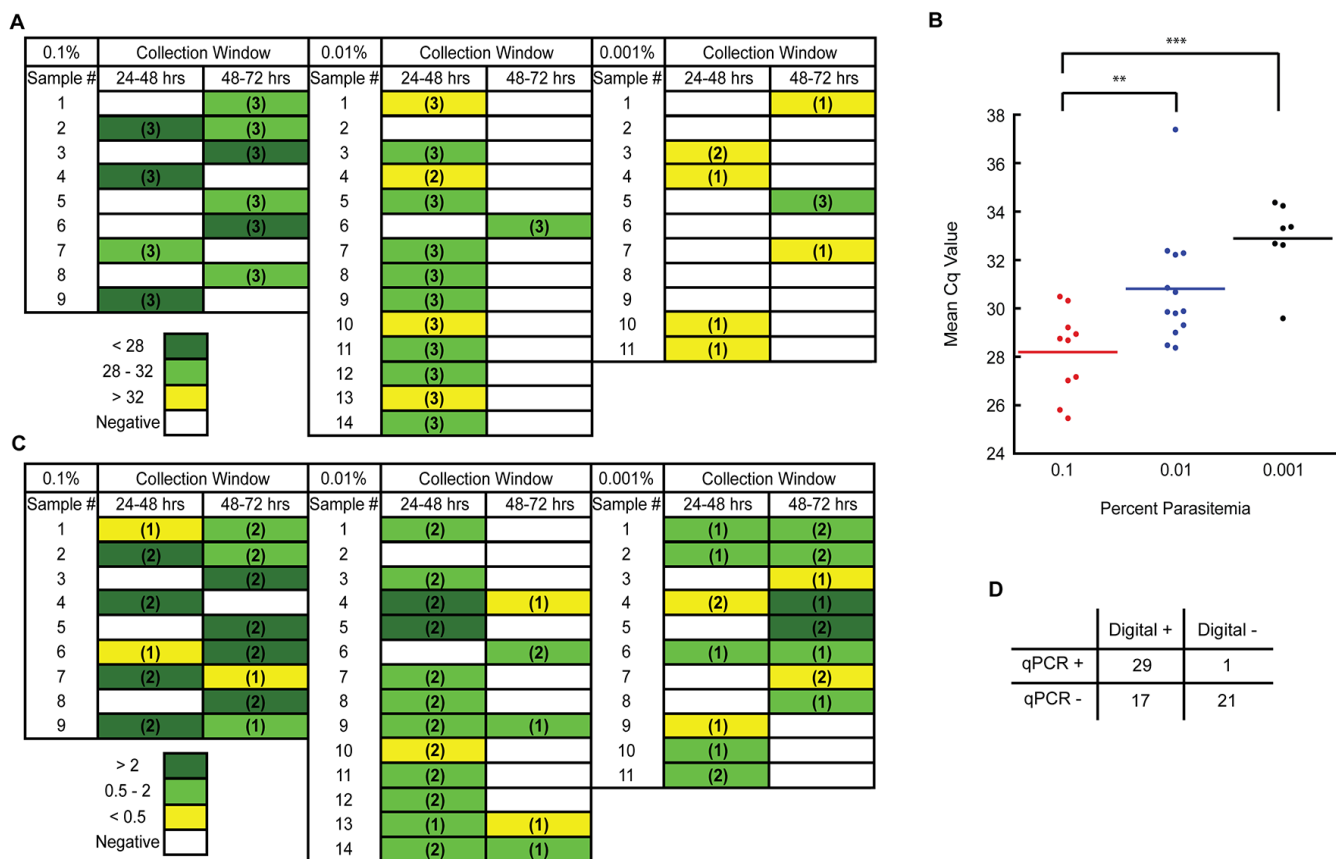 A
0.1% Collection Window 0.01% Collection Window 0.001% Collection Window
Sample # 24-48 hrs 48-72 hrs Sample # 24-48 hrs 48-72 hrs Sample # 24-48 hrs 48-72 hrs
1 (3) 1 (3) 1 (1)
2 (3) (3) 2 2
3 (3) 3 (3) 3 (2)
4 (3) 4 (2) 4 (1)
5 (3) 5 (3) 5 (3)
6 (3) 6 (3) 6
7 (3) 7 (3) 7 (1)
8 (3) 8 (3) 8
9 (3) 9 (3) 9
10 (3) 10 (1)
11 (3) 11 (1)
12 (3)
13 (3)
14 (3)
< 28
28 - 32
> 32
Negative
B
***
**
38
36
34
32
30
28
26
24
Mean Cq Value
0.1 0.01 0.001
Percent Parasitemia
C
0.1% Collection Window 0.01% Collection Window 0.001% Collection Window
Sample # 24-48 hrs 48-72 hrs Sample # 24-48 hrs 48-72 hrs Sample # 24-48 hrs 48-72 hrs
1 (1) (2) 1 (2) 1 (1) (2)
2 (2) (2) 2 2 (1) (2)
3 (2) 3 (2) 3 (1)
4 (2) 4 (2) (1) 4 (2) (1)
5 (2) 5 (2) 5 (2)
6 (1) (2) 6 (2) 6 (1) (1)
7 (2) (1) 7 (2) 7 (2)
8 (2) 8 (2) 8 (1)
9 (2) (1) 9 (2) (1) 9 (1)
10 (2) 10 (1)
11 (2) 11 (2)
12 (2)
13 (1) (1)
14 (2) (1)
> 2
0.5 - 2
< 0.5
Negative
D
Digital + Digital -
qPCR + 29 1
qPCR - 17 21